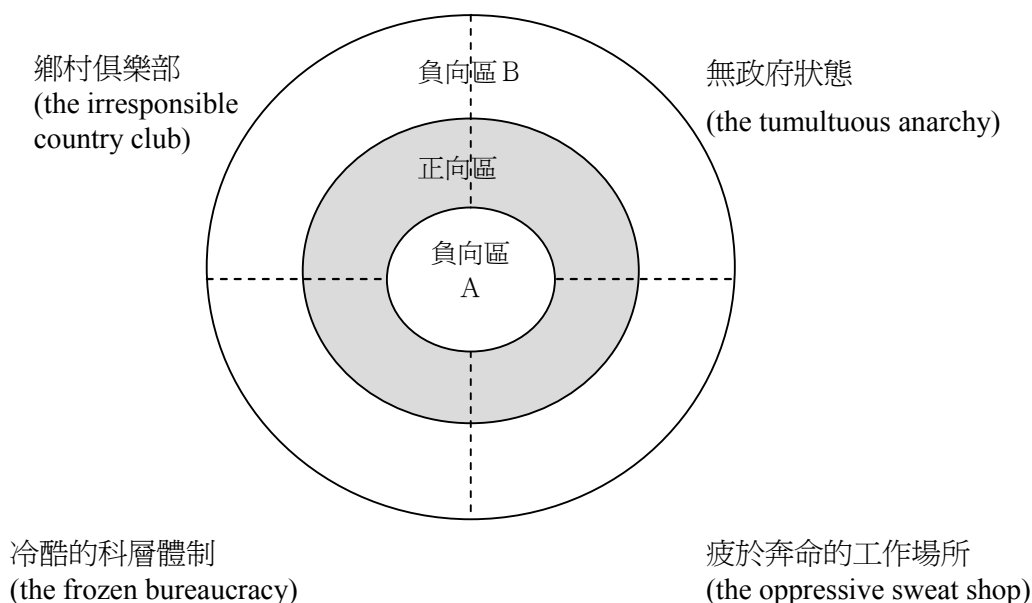 鄉村俱樂部
(the irresponsible
country club)
負向區B
無政府狀態
(the tumultuous anarchy)
正向區
負向區
A
冷酷的科層體制
(the frozen bureaucracy)
疲於奔命的工作場所
(the oppressive sweat shop)